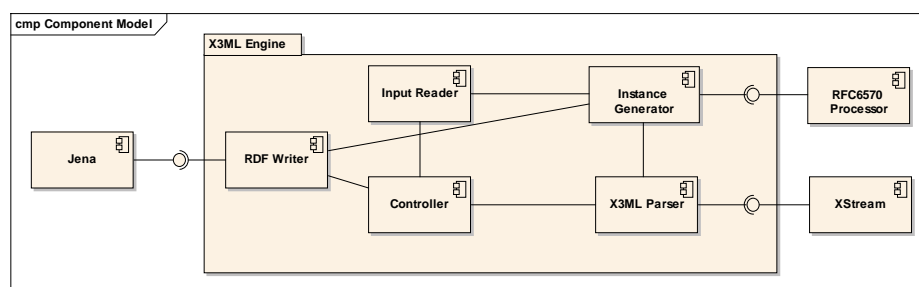 cmp Component Model
X3ML Engine
Input Reader
Instance
Generator
RFC6570
Processor
Jena
RDF Writer
Controller
X3ML Parser
XStream